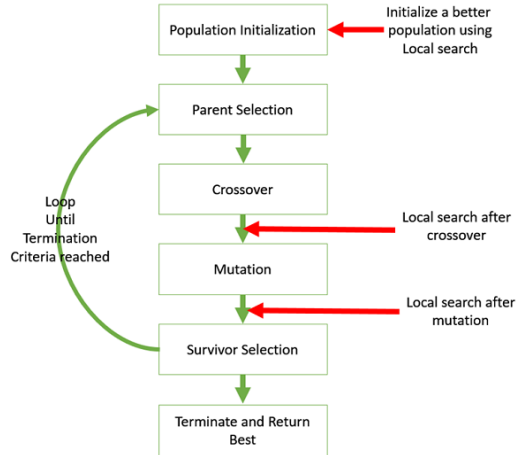 Population Initialization
Initialize a better
population using
Local search
Parent Selection
Crossover
Loop
Until
Termination
Criteria reached
Local search after
crossover
Mutation
Local search after
mutation
Survivor Selection
Terminate and Return
Best